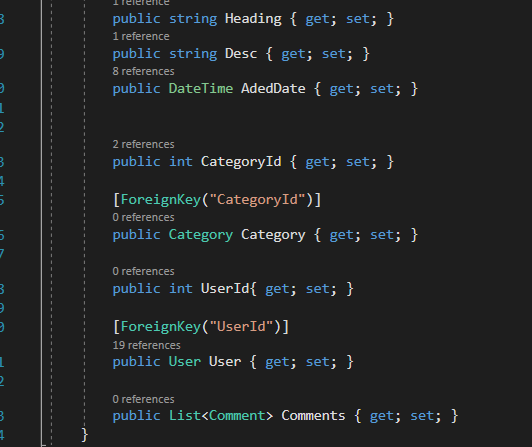 1 reference
public string Heading { get; set; }
1 reference
public string Desc { get; set; }
8 references
public DateTime AdedDate { get; set; }
2 references
public int CategoryId { get; set; }
[ForeignKey("CategoryId")]
0 references
public Category Category { get; set; }
0 references
public int UserId{ get; set; }
[ForeignKey("UserId")]
19 references
public User User { get; set; }
0 references
public List<Comment> Comments { get; set; }
}